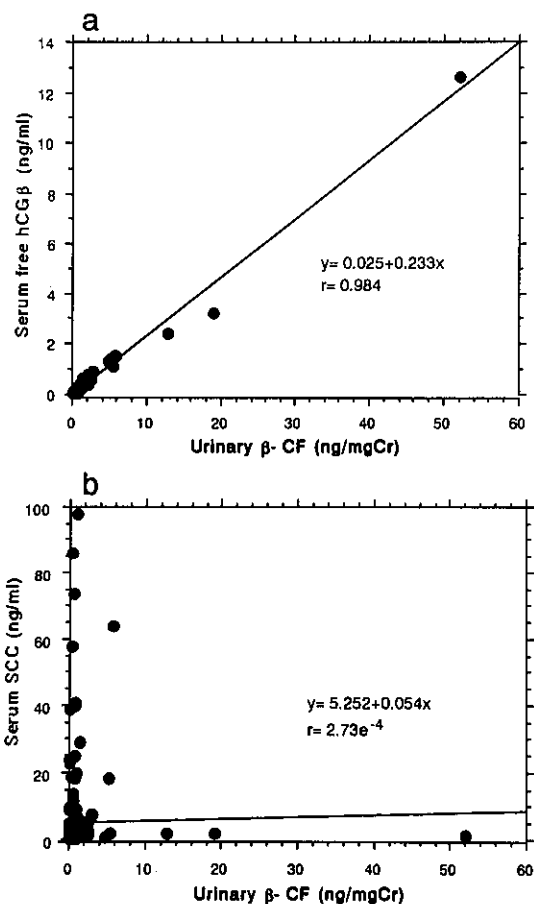 a
14
12
10
8
6
4
2
0
Serum free hCGβ (ng/ml)
y= 0.025+0.233x
r= 0.984
0 10 20 30 40 50 60
Urinary β- CF (ng/mgCr)
b
100
80
60
40
20
0
Serum SCC (ng/ml)
y= 5.252+0.054x
r= 2.73e-4
0 10 20 30 40 50 60
Urinary β- CF (ng/mgCr)